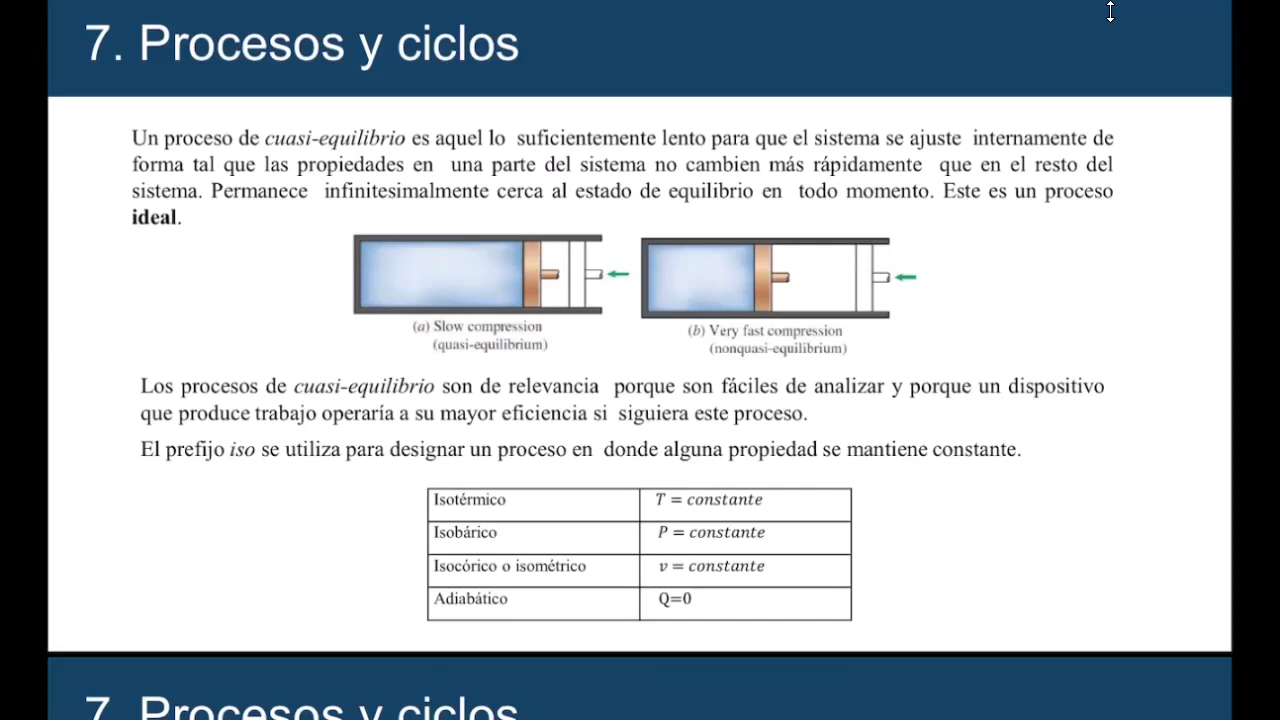 7. Procesos y ciclos
Un proceso de cuasi-equilibrio es aquel lo suficientemente lento para que el sistema se ajuste internamente de
forma tal que las propiedades en una parte del sistema no cambien más rápidamente que en el resto del
sistema. Permanece infinitesimalmente cerca al estado de equilibrio en todo momento. Este es un proceso
ideal.
(a) Slow compression
(quasi-equilibrium)
(b) Very fast compression
(nonquasi-equilibrium)
Los procesos de cuasi-equilibrio son de relevancia porque son fáciles de analizar y porque un dispositivo
que produce trabajo operaría a su mayor eficiencia si siguiera este proceso.
El prefijo iso se utiliza para designar un proceso en donde alguna propiedad se mantiene constante.
Isotérmico T = constante
Isobárico P = constante
Isocórico o isométrico v = constante
Adiabático Q=0
7. Procesos y ciclos